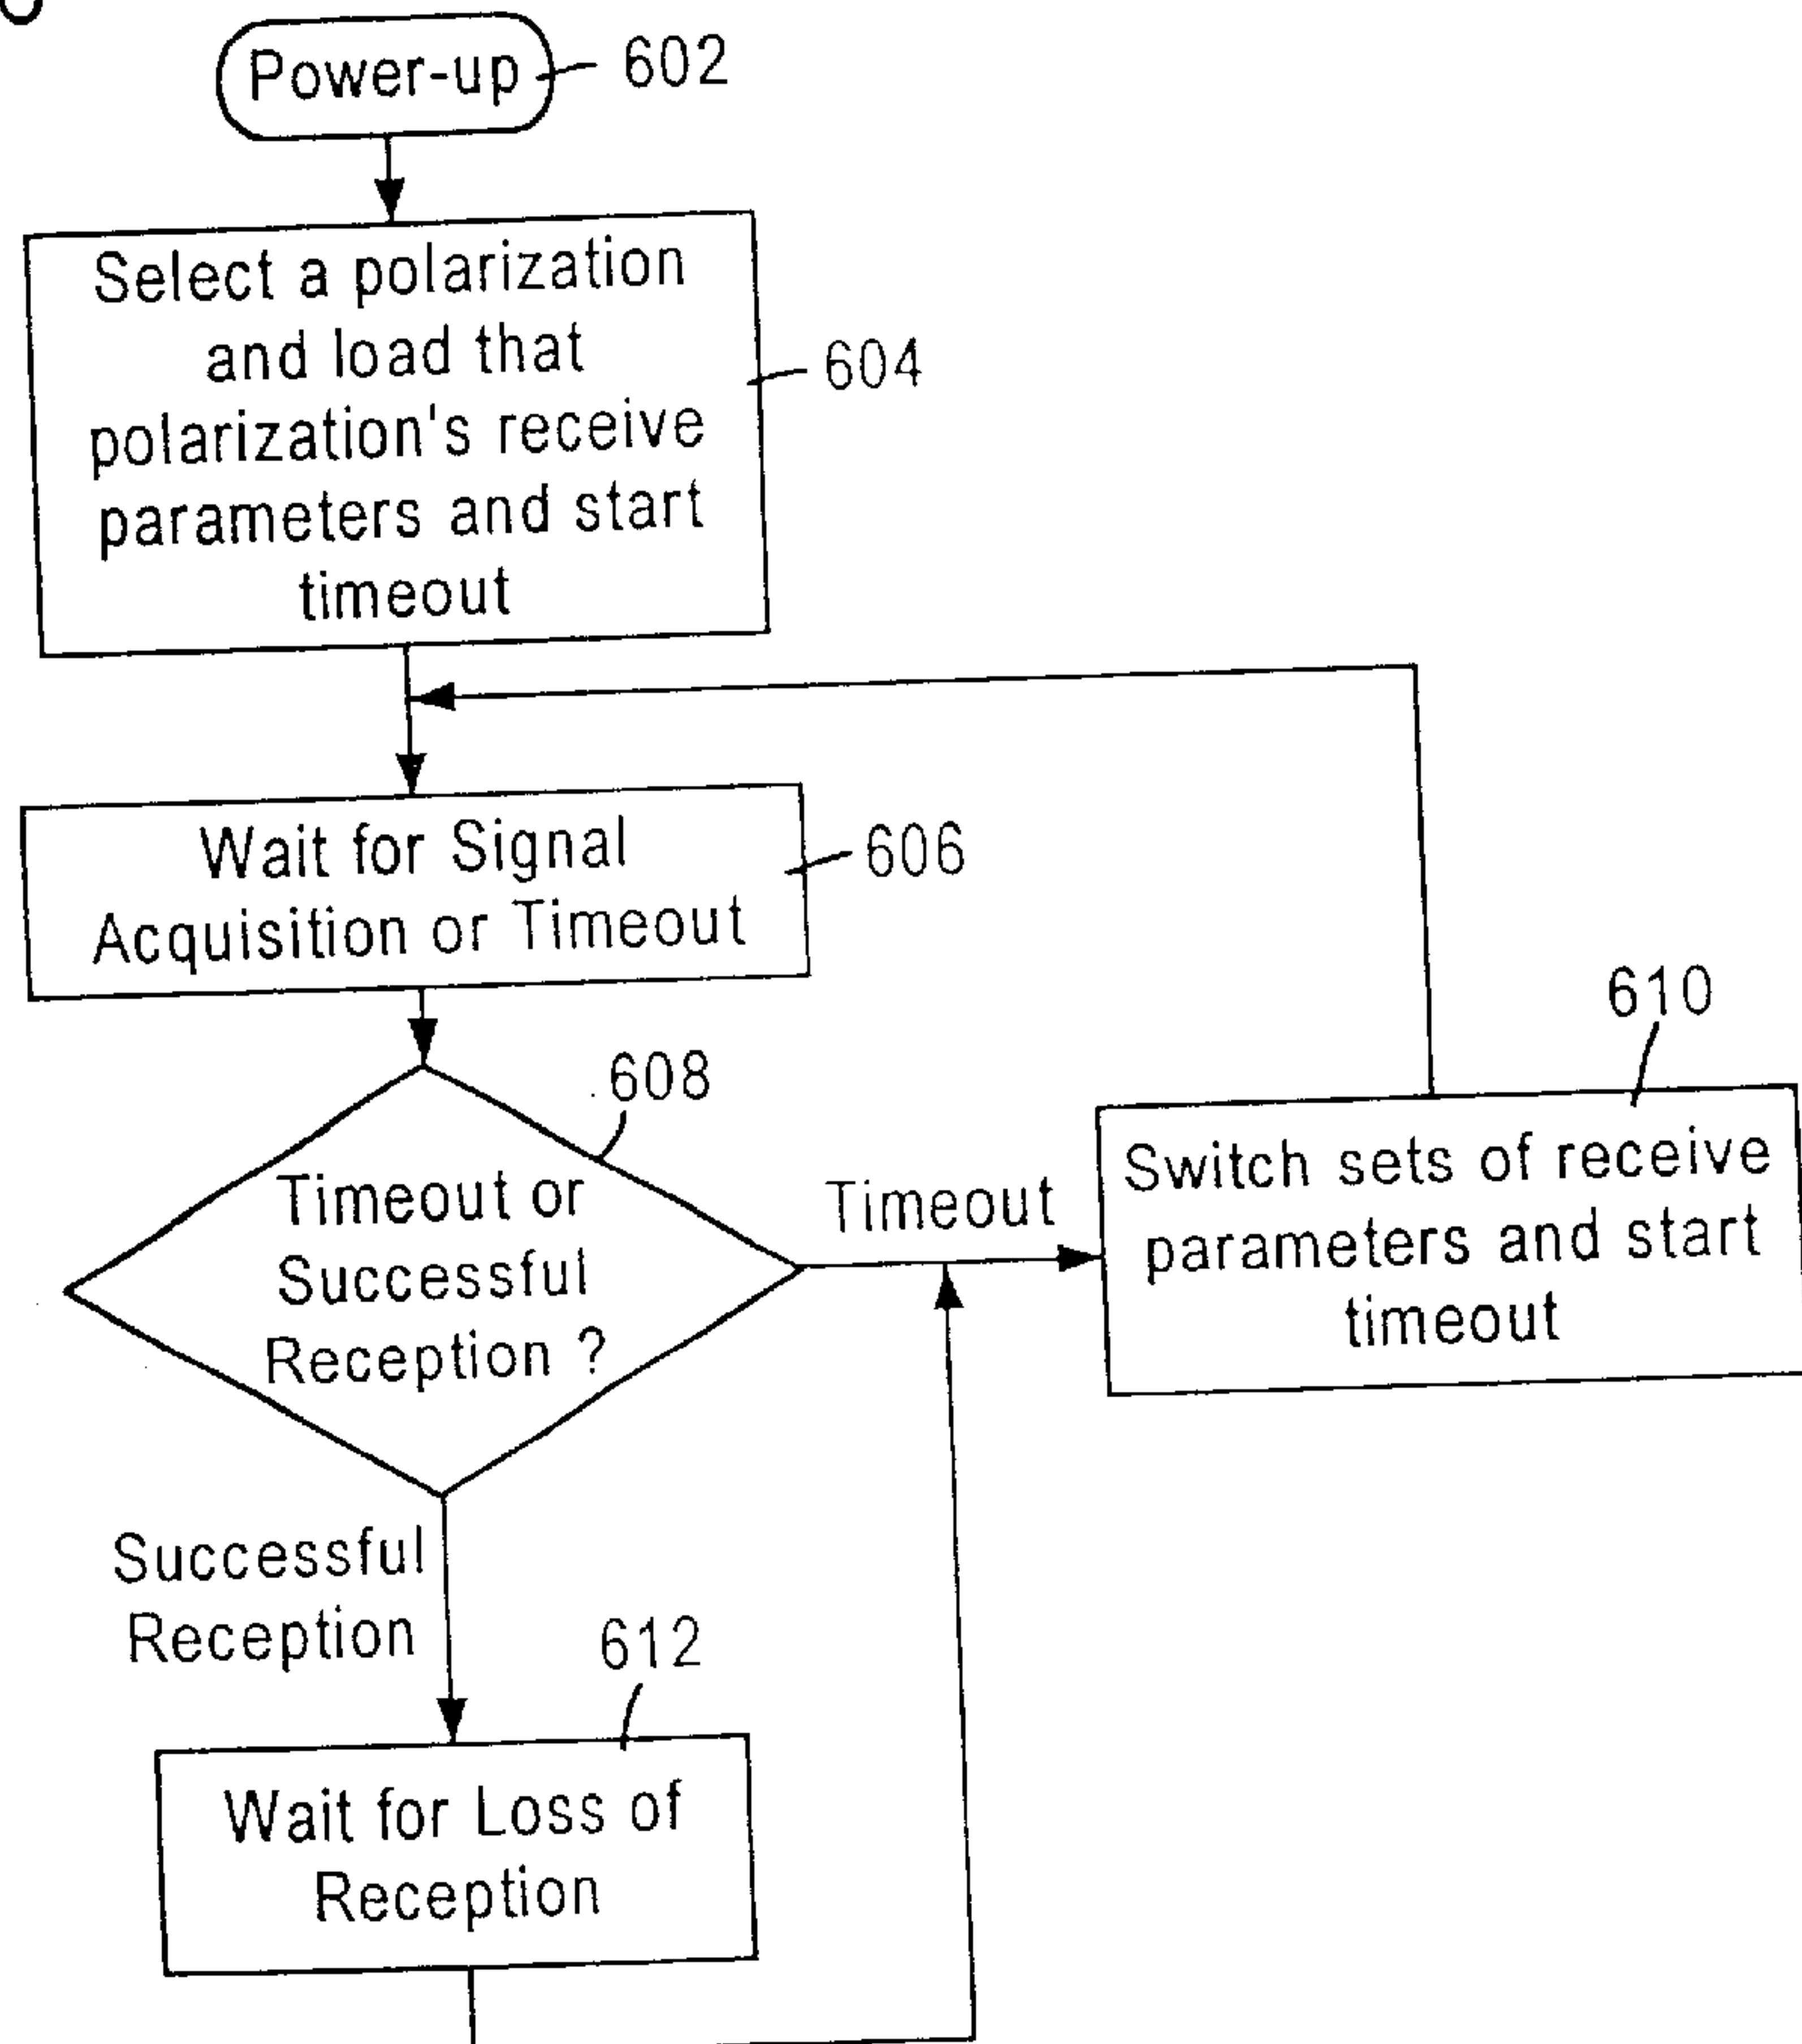 Power-up
602
Select a polarization
and load that
polarization's receive
parameters and start
timeout
604
Wait for Signal
Acquisition or Timeout
606
608
Timeout or
Successful
Reception ?
Timeout
610
Switch sets of receive
parameters and start
timeout
Successful
Reception
612
Wait for Loss of
Reception